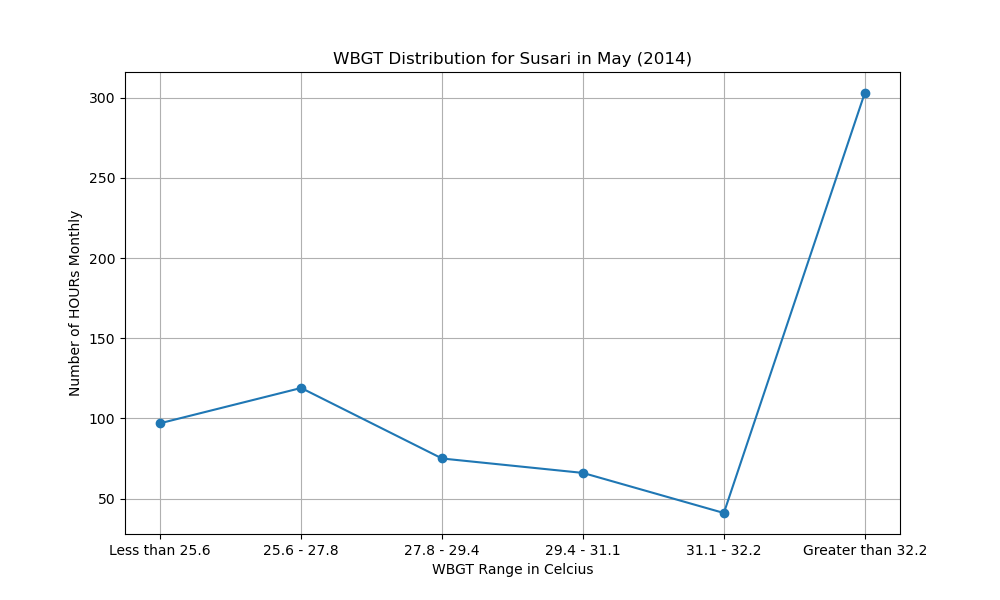 WBGT Distribution for Susari in May (2014)
Number of HOURs Monthly
300
250
200
150
100
50
Less than 25.6
25.6 - 27.8
27.8 - 29.4
29.4 - 31.1
31.1 - 32.2
Greater than 32.2
WBGT Range in Celcius